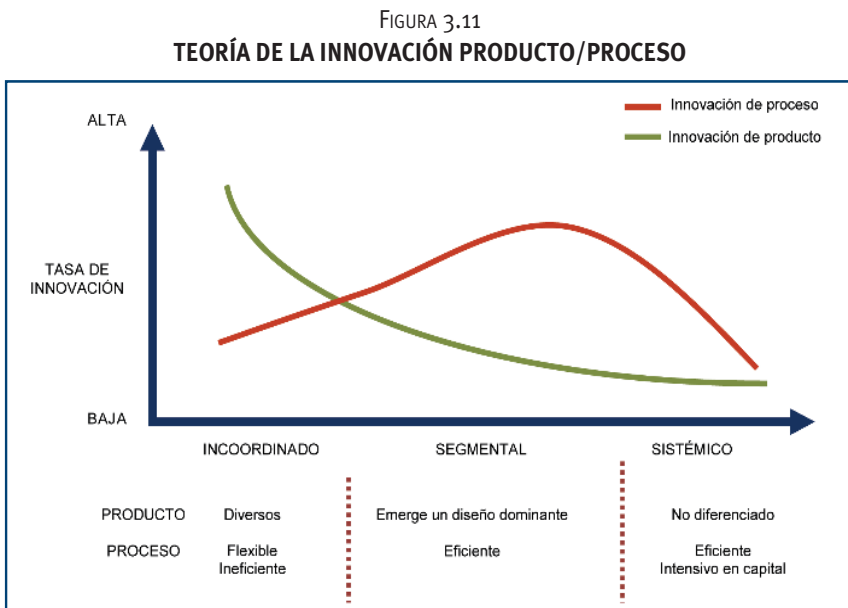 FIGURA 3.11
TEORÍA DE LA INNOVACIÓN PRODUCTO/PROCESO
ALTA
Innovación de proceso
Innovación de producto
TASA DE
INNOVACIÓN
BAJA
INCOORDINADO SEGMENTAL SISTÉMICO
PRODUCTO Diversos Emerge un diseño dominante No diferenciado
PROCESO Flexible Eficiente Eficiente
Ineficiente Intensivo en capital